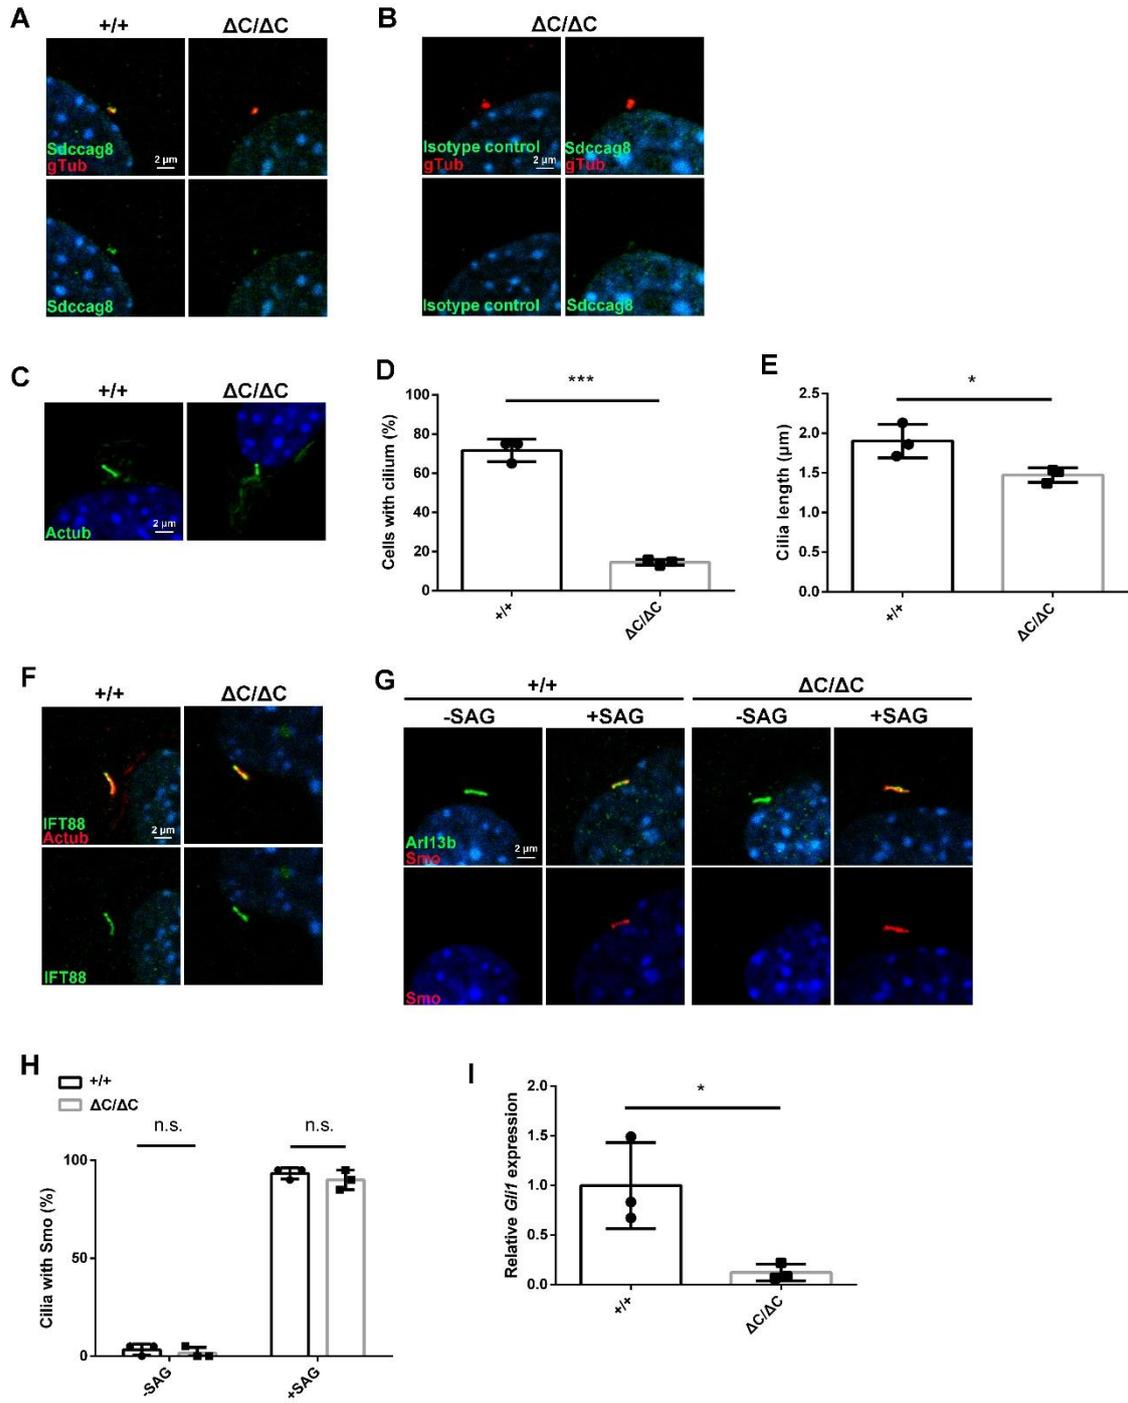 A
+/+
ΔC/ΔC
Sdccag8
gTub
2 µm
Sdccag8
B
ΔC/ΔC
Isotype control
gTub
2 µm
Sdccag8
gTub
Isotype control
Sdccag8
C
+/+
ΔC/ΔC
Actub
2 µm
D
***
Cells with cilium (%)
100
80
60
40
20
0
+/+
ΔC/ΔC
E
*
Cilia length (µm)
2.5
2.0
1.5
1.0
0.5
0.0
+/+
ΔC/ΔC
F
+/+
ΔC/ΔC
IFT88
Actub
2 µm
IFT88
G
+/+
ΔC/ΔC
-SAG
+SAG
-SAG
+SAG
Arl13b
Smo
2 µm
Smo
H
+/+
ΔC/ΔC
n.s.
n.s.
Cilia with Smo (%)
100
50
0
-SAG
+SAG
I
*
Relative Gli1 expression
2.0
1.5
1.0
0.5
0.0
+/+
ΔC/ΔC